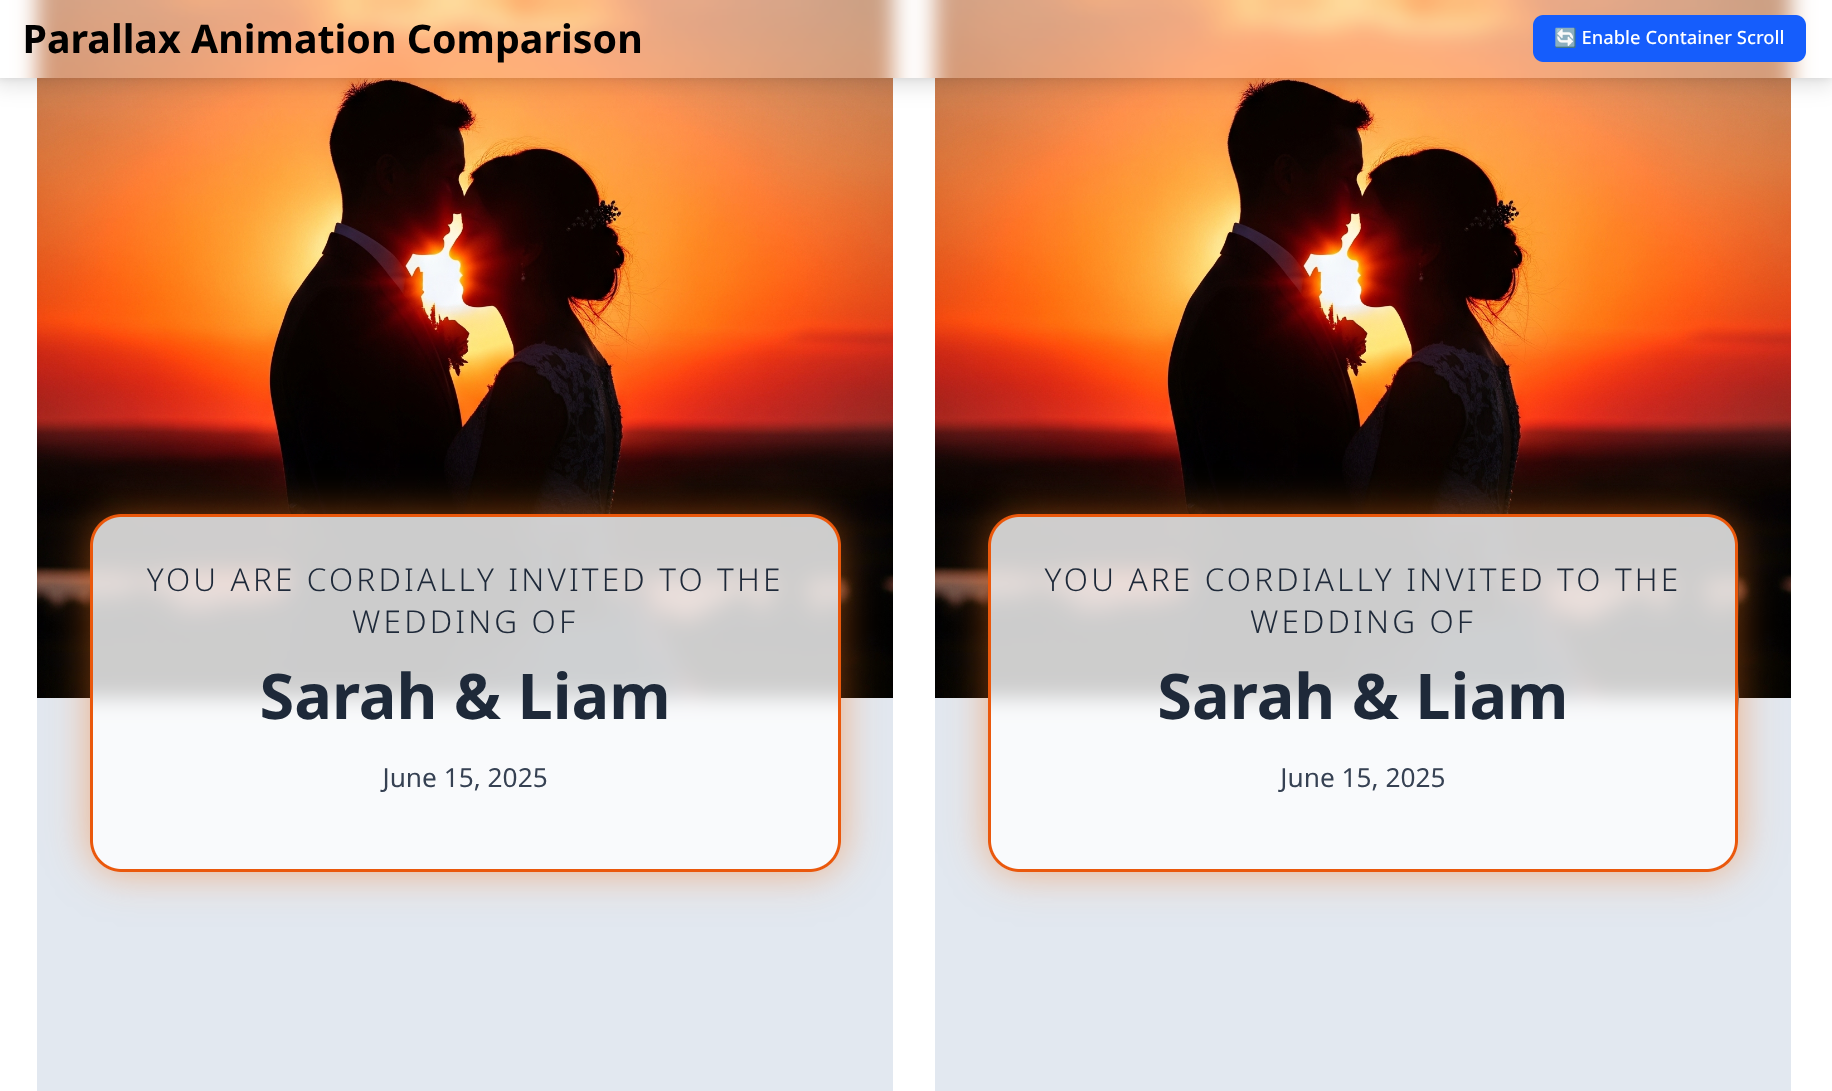 Parallax Animation Comparison
🔄 Enable Container Scroll
YOU ARE CORDIALLY INVITED TO THE
WEDDING OF
Sarah & Liam
June 15, 2025
YOU ARE CORDIALLY INVITED TO THE
WEDDING OF
Sarah & Liam
June 15, 2025